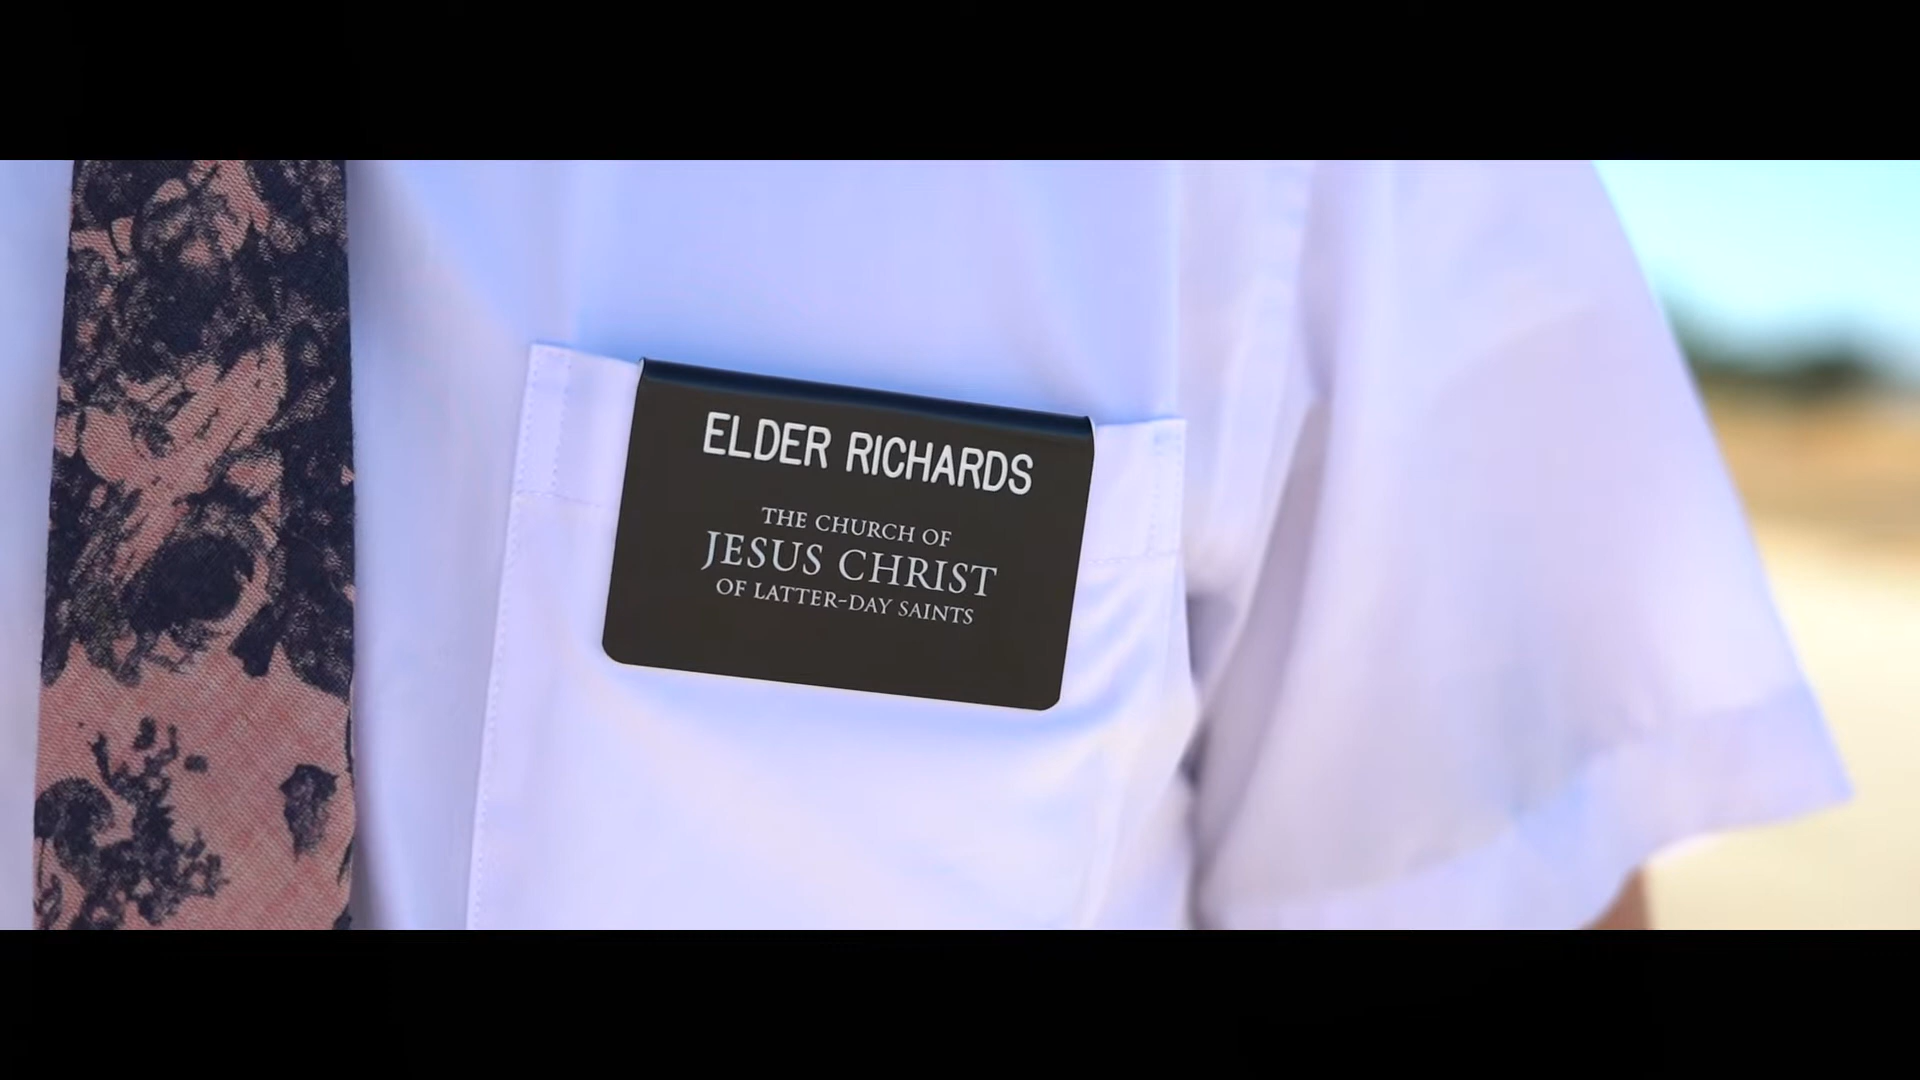 ELDER RICHARDS
THE CHURCH OF
JESUS CHRIST
OF LATTER-DAY SAINTS